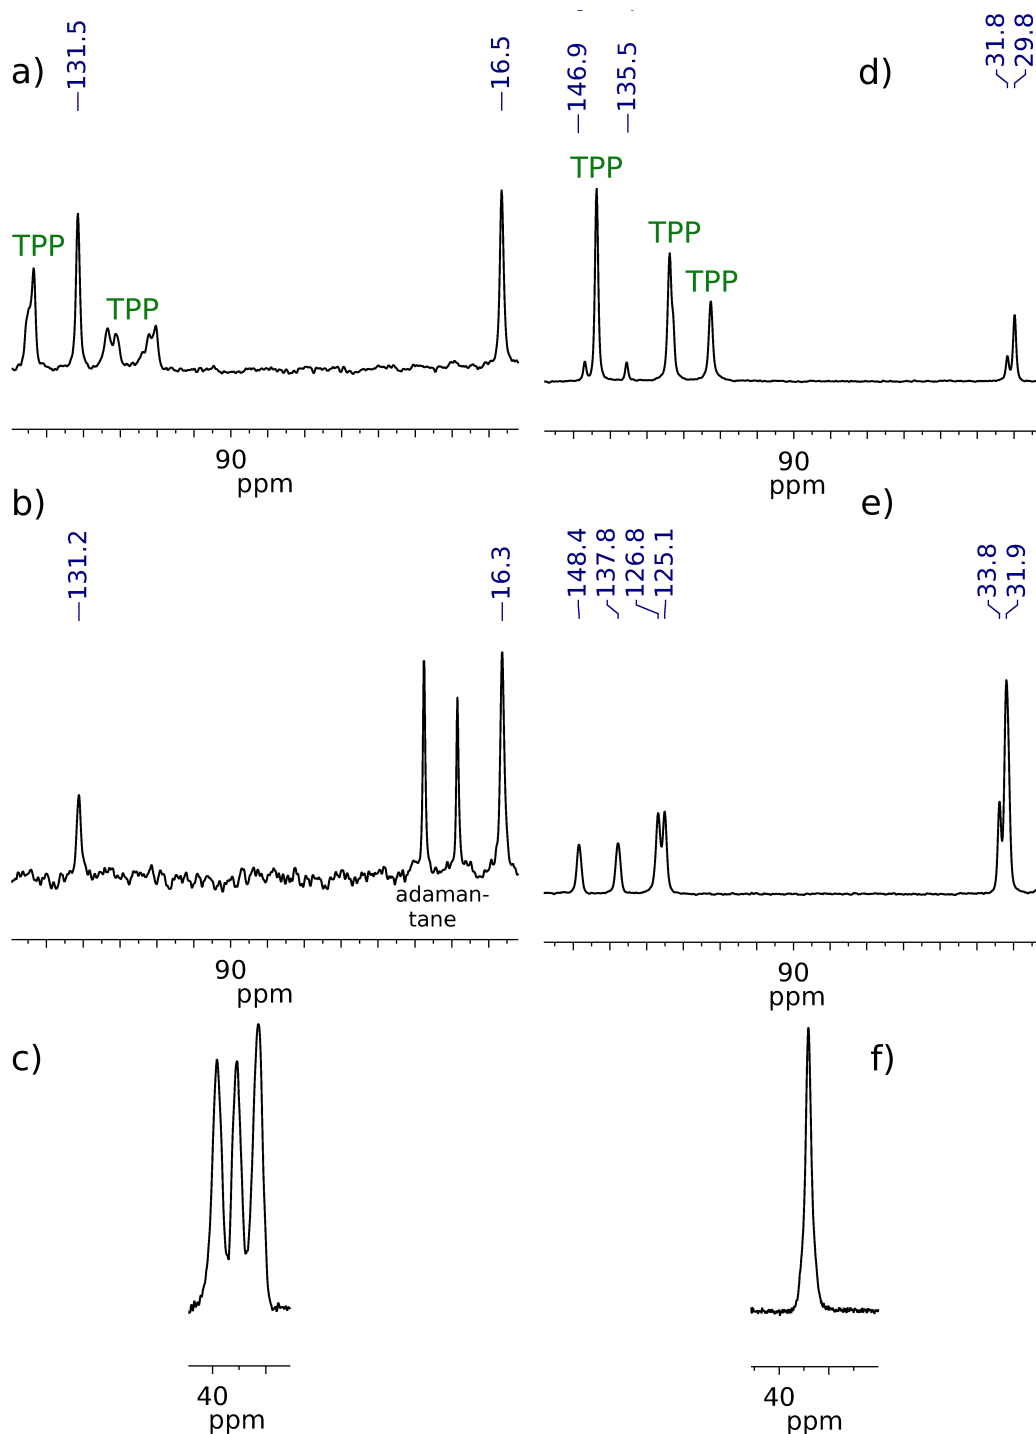 a)
—131.5
—16.5
TPP
TPP
90
ppm
—146.9
—135.5
d)
31.8
29.8
TPP
TPP
TPP
90
ppm
b)
—131.2
—16.3
adaman-
tane
90
ppm
e)
148.4
137.8
126.8
125.1
33.8
31.9
90
ppm
c)
40
ppm
f)
40
ppm